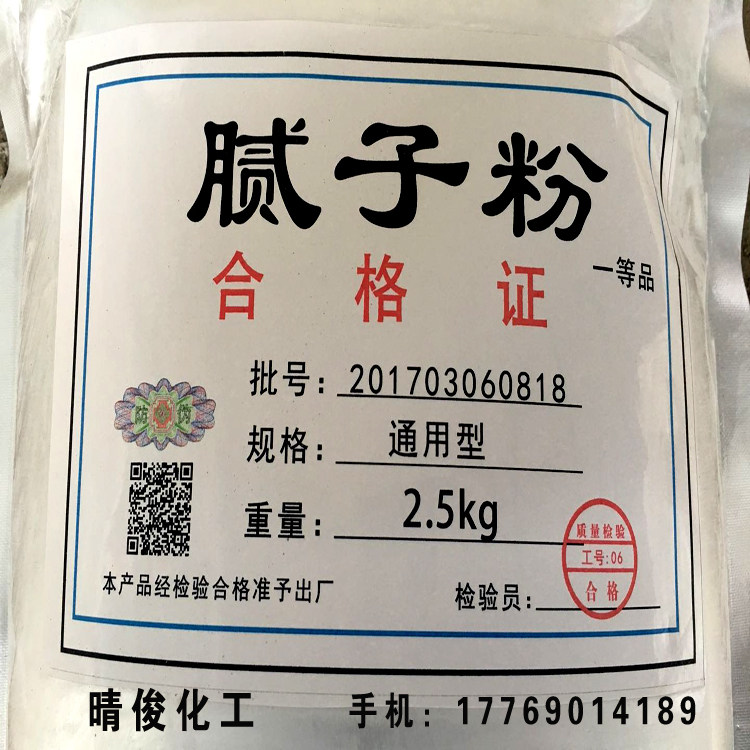 腻子粉
合格证
一等品
批号：201703060818
规格：通用型
防伪
重量：2.5kg
质量检验
工号:06
合格
本产品经检验合格准予出厂
检验员：
晴俊化工 手机：17769014189